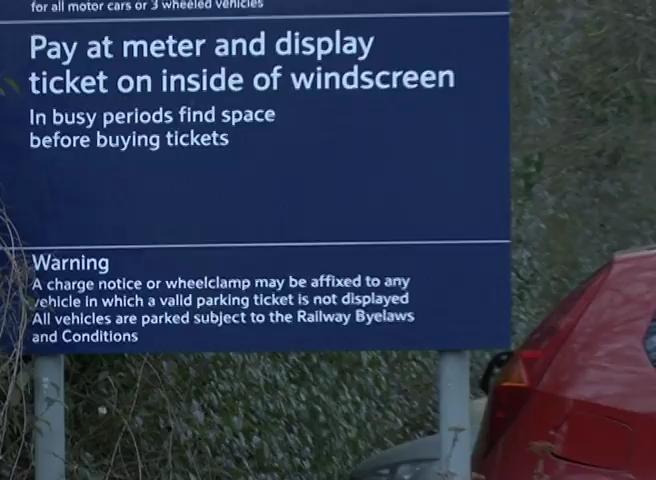 for all motor cars or 3 wheeled vehicles
Pay at meter and display
ticket on inside of windscreen
In busy periods find space
before buying tickets
Warning
A charge notice or wheelclamp may be affixed to any
vehicle in which a valid parking ticket is not displayed
All vehicles are parked subject to the Railway Byelaws
and Conditions